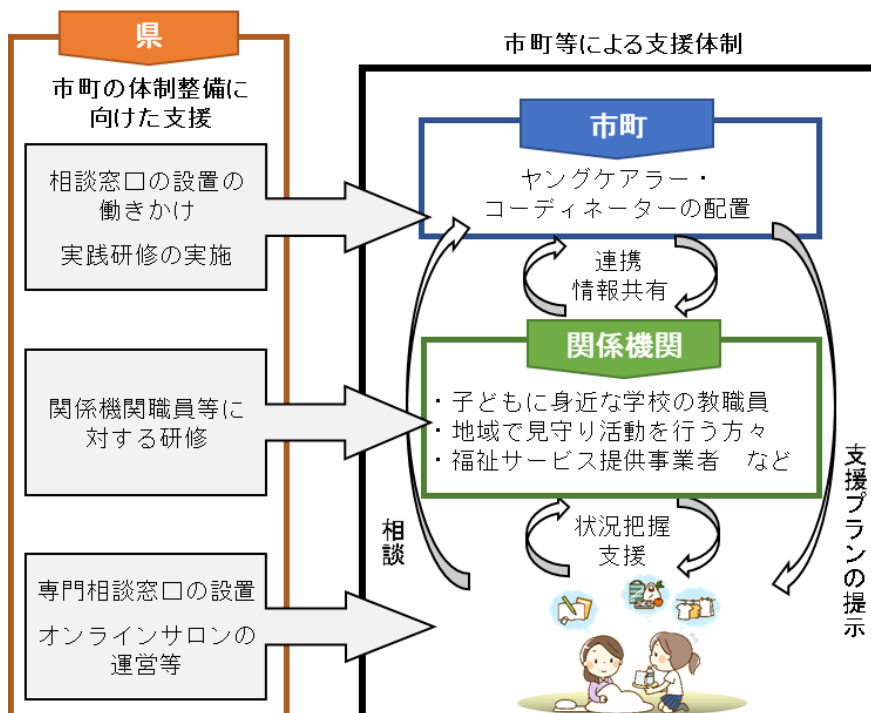 県
市町の体制整備に
向けた支援
相談窓口の設置の
働きかけ
実践研修の実施
関係機関職員等に
対する研修
専門相談窓口の設置
オンラインサロンの
運営等
市町等による支援体制
市町
ヤングケアラー・
コーディネーターの配置
連携
情報共有
関係機関
・子どもに身近な学校の教職員
・地域で見守り活動を行う方々
・福祉サービス提供事業者　など
状況把握
支援
相談
支援プランの提示